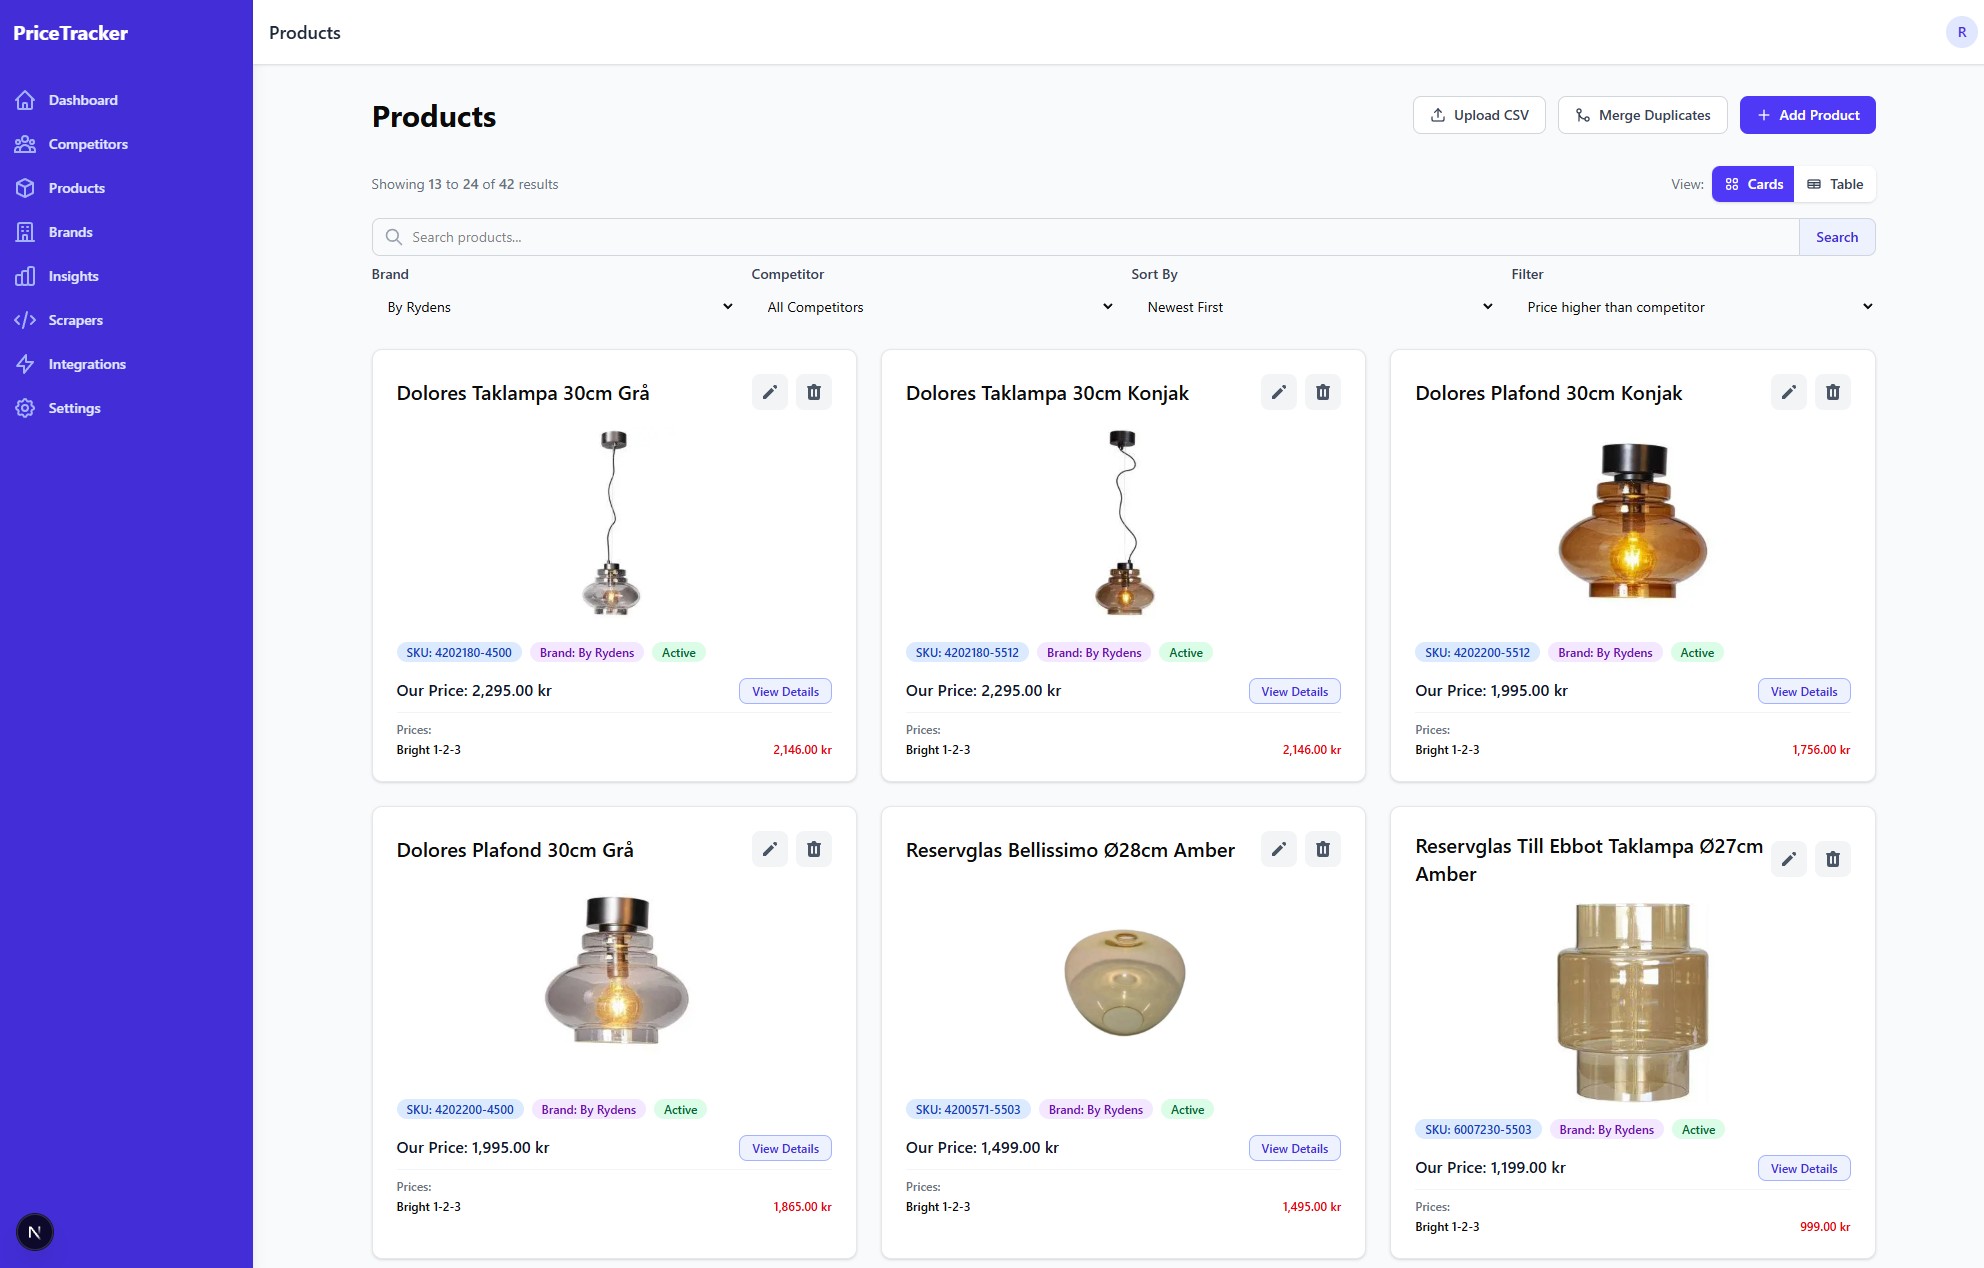 PriceTracker
Products
R
Dashboard
Competitors
Products
Brands
Insights
Scrapers
Integrations
Settings
N
Products
Upload CSV
Merge Duplicates
Add Product
Showing 13 to 24 of 42 results
View:
Cards
Table
Search products...
Search
Brand
Competitor
Sort By
Filter
By Rydens
All Competitors
Newest First
Price higher than competitor
Dolores Taklampa 30cm Grå
SKU: 4202180-4500
Brand: By Rydens
Active
Our Price: 2,295.00 kr
View Details
Prices:
Bright 1-2-3
2,146.00 kr
Dolores Taklampa 30cm Konjak
SKU: 4202180-5512
Brand: By Rydens
Active
Our Price: 2,295.00 kr
View Details
Prices:
Bright 1-2-3
2,146.00 kr
Dolores Plafond 30cm Konjak
SKU: 4202200-5512
Brand: By Rydens
Active
Our Price: 1,995.00 kr
View Details
Prices:
Bright 1-2-3
1,756.00 kr
Dolores Plafond 30cm Grå
SKU: 4202200-4500
Brand: By Rydens
Active
Our Price: 1,995.00 kr
View Details
Prices:
Bright 1-2-3
1,865.00 kr
Reservglas Bellissimo Ø28cm Amber
SKU: 4200571-5503
Brand: By Rydens
Active
Our Price: 1,499.00 kr
View Details
Prices:
Bright 1-2-3
1,495.00 kr
Reservglas Till Ebbot Taklampa Ø27cm
Amber
SKU: 6007230-5503
Brand: By Rydens
Active
Our Price: 1,199.00 kr
View Details
Prices:
Bright 1-2-3
999.00 kr